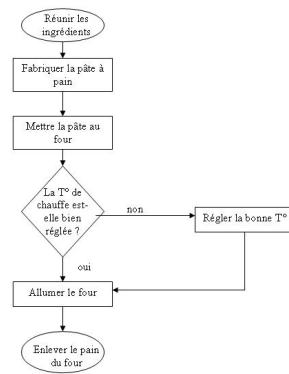 Réunir les
ingrédients
Fabriquer la pâte à
pain
Mettre la pâte au
four
La T° de
chauffe est-
elle bien
réglée ?
non
Régler la bonne T°
oui
Allumer le four
Enlever le pain
du four